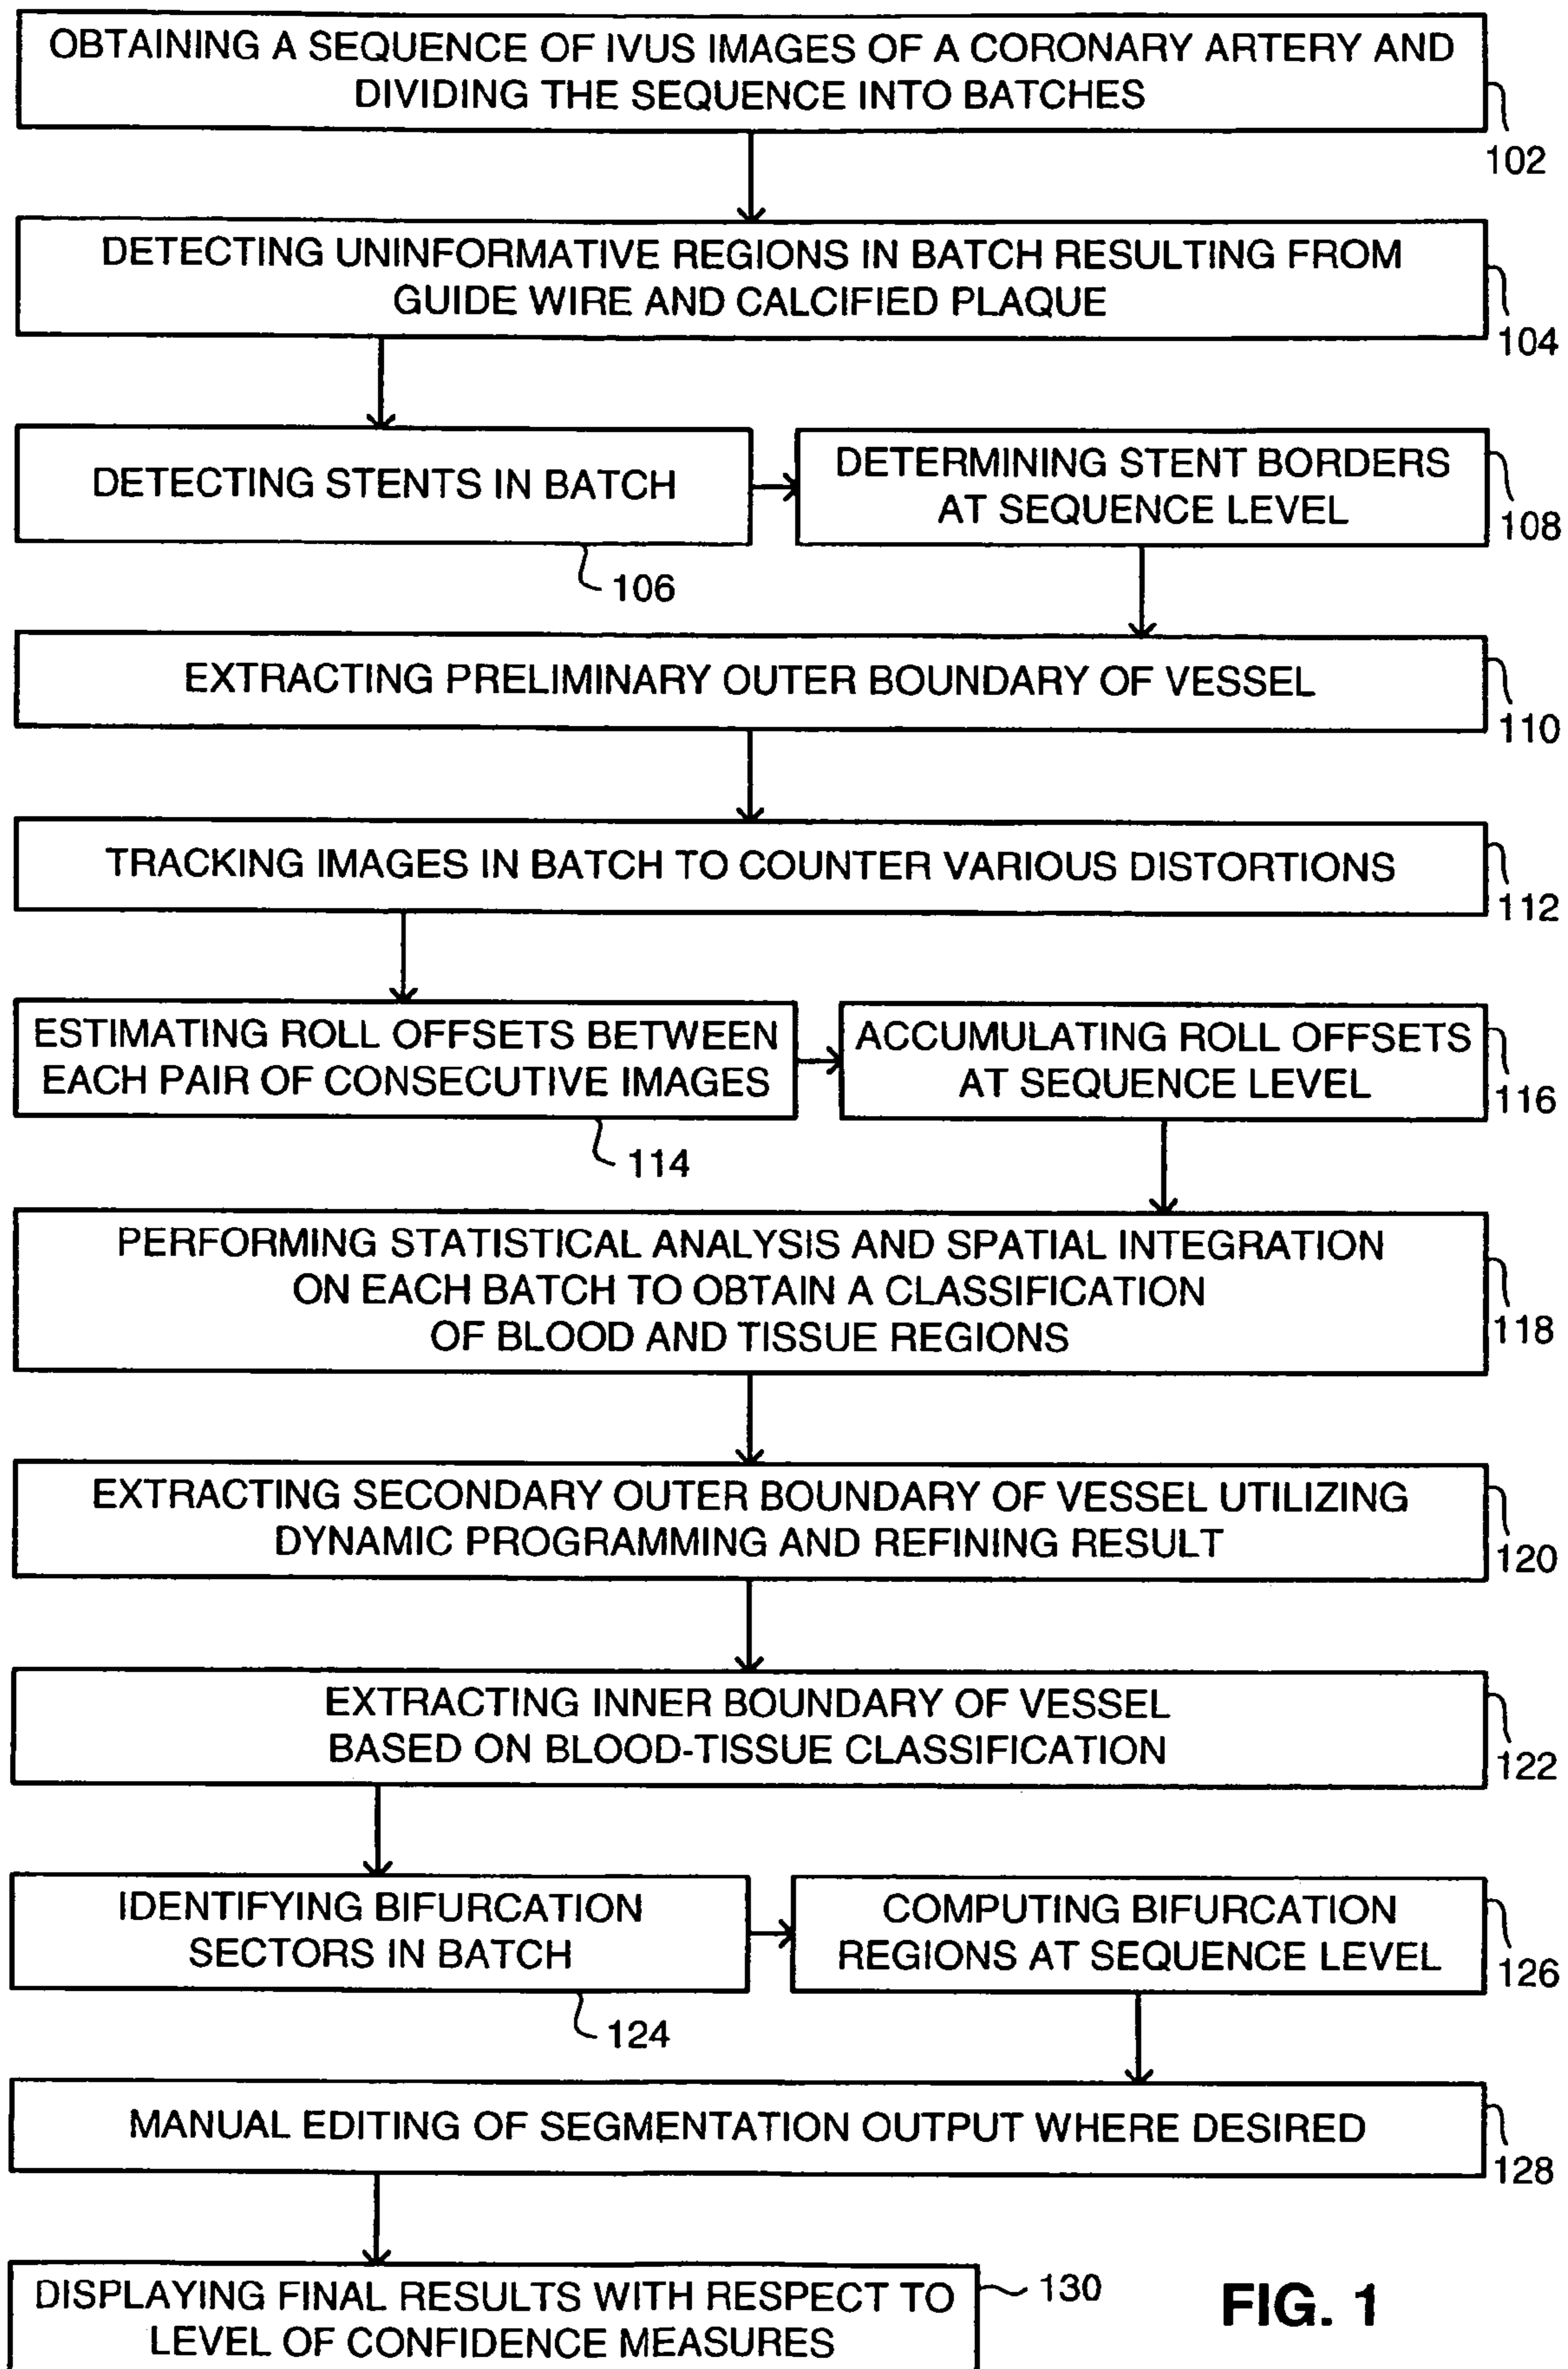 OBTAINING A SEQUENCE OF IVUS IMAGES OF A CORONARY ARTERY AND
DIVIDING THE SEQUENCE INTO BATCHES
102
DETECTING UNINFORMATIVE REGIONS IN BATCH RESULTING FROM
GUIDE WIRE AND CALCIFIED PLAQUE
104
DETECTING STENTS IN BATCH
106
DETERMINING STENT BORDERS
AT SEQUENCE LEVEL
108
EXTRACTING PRELIMINARY OUTER BOUNDARY OF VESSEL
110
TRACKING IMAGES IN BATCH TO COUNTER VARIOUS DISTORTIONS
112
ESTIMATING ROLL OFFSETS BETWEEN
EACH PAIR OF CONSECUTIVE IMAGES
114
ACCUMULATING ROLL OFFSETS
AT SEQUENCE LEVEL
116
PERFORMING STATISTICAL ANALYSIS AND SPATIAL INTEGRATION
ON EACH BATCH TO OBTAIN A CLASSIFICATION
OF BLOOD AND TISSUE REGIONS
118
EXTRACTING SECONDARY OUTER BOUNDARY OF VESSEL UTILIZING
DYNAMIC PROGRAMMING AND REFINING RESULT
120
EXTRACTING INNER BOUNDARY OF VESSEL
BASED ON BLOOD-TISSUE CLASSIFICATION
122
IDENTIFYING BIFURCATION
SECTORS IN BATCH
124
COMPUTING BIFURCATION
REGIONS AT SEQUENCE LEVEL
126
MANUAL EDITING OF SEGMENTATION OUTPUT WHERE DESIRED
128
DISPLAYING FINAL RESULTS WITH RESPECT TO
LEVEL OF CONFIDENCE MEASURES
130
FIG. 1